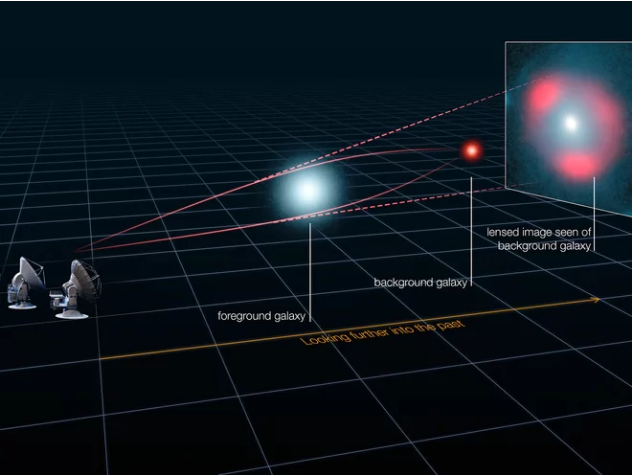 lensed image seen of
background galaxy
background galaxy
foreground galaxy
Looking further into the past